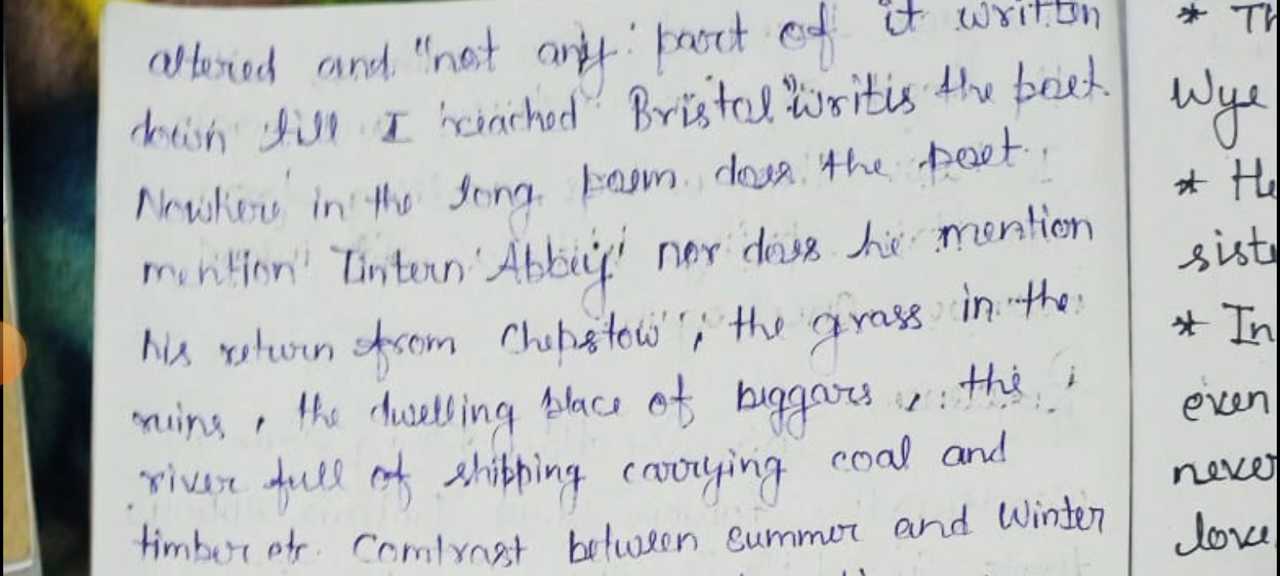 altered and "not any part of it written
down till I reached Bristol" writes the poet.
Nowhere in the long poem does the poet
mention 'Tintern Abbey' nor does he mention
his return from Chepstow, the grass in the
ruins, the dwelling place of beggars, the
river full of shipping carrying coal and
timber etc. Comtrast between summer and Winter
* Th
Wye
* He
siste
* In
even
never
love